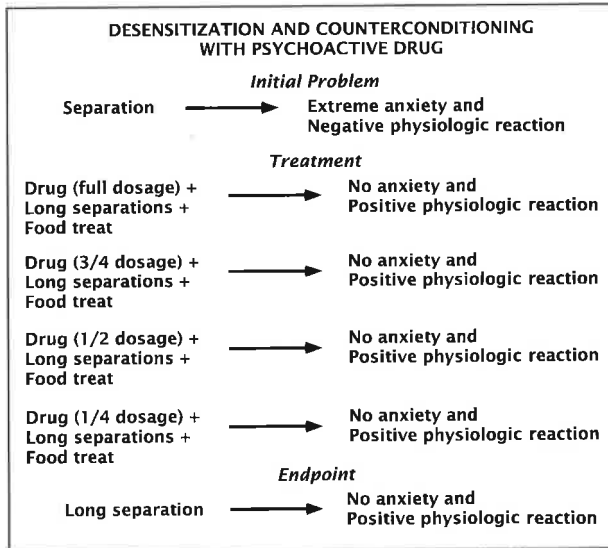 DESENSITIZATION AND COUNTERCONDITIONING
WITH PSYCHOACTIVE DRUG
Initial Problem
Separation Extreme anxiety and
Negative physiologic reaction
Treatment
Drug (full dosage) + No anxiety and
Long separations + Positive physiologic reaction
Food treat
Drug (3/4 dosage) + No anxiety and
Long separations + Positive physiologic reaction
Food treat
Drug (1/2 dosage) + No anxiety and
Long separations + Positive physiologic reaction
Food treat
Drug (1/4 dosage) + No anxiety and
Long separations + Positive physiologic reaction
Food treat
Endpoint
Long separation No anxiety and
Positive physiologic reaction